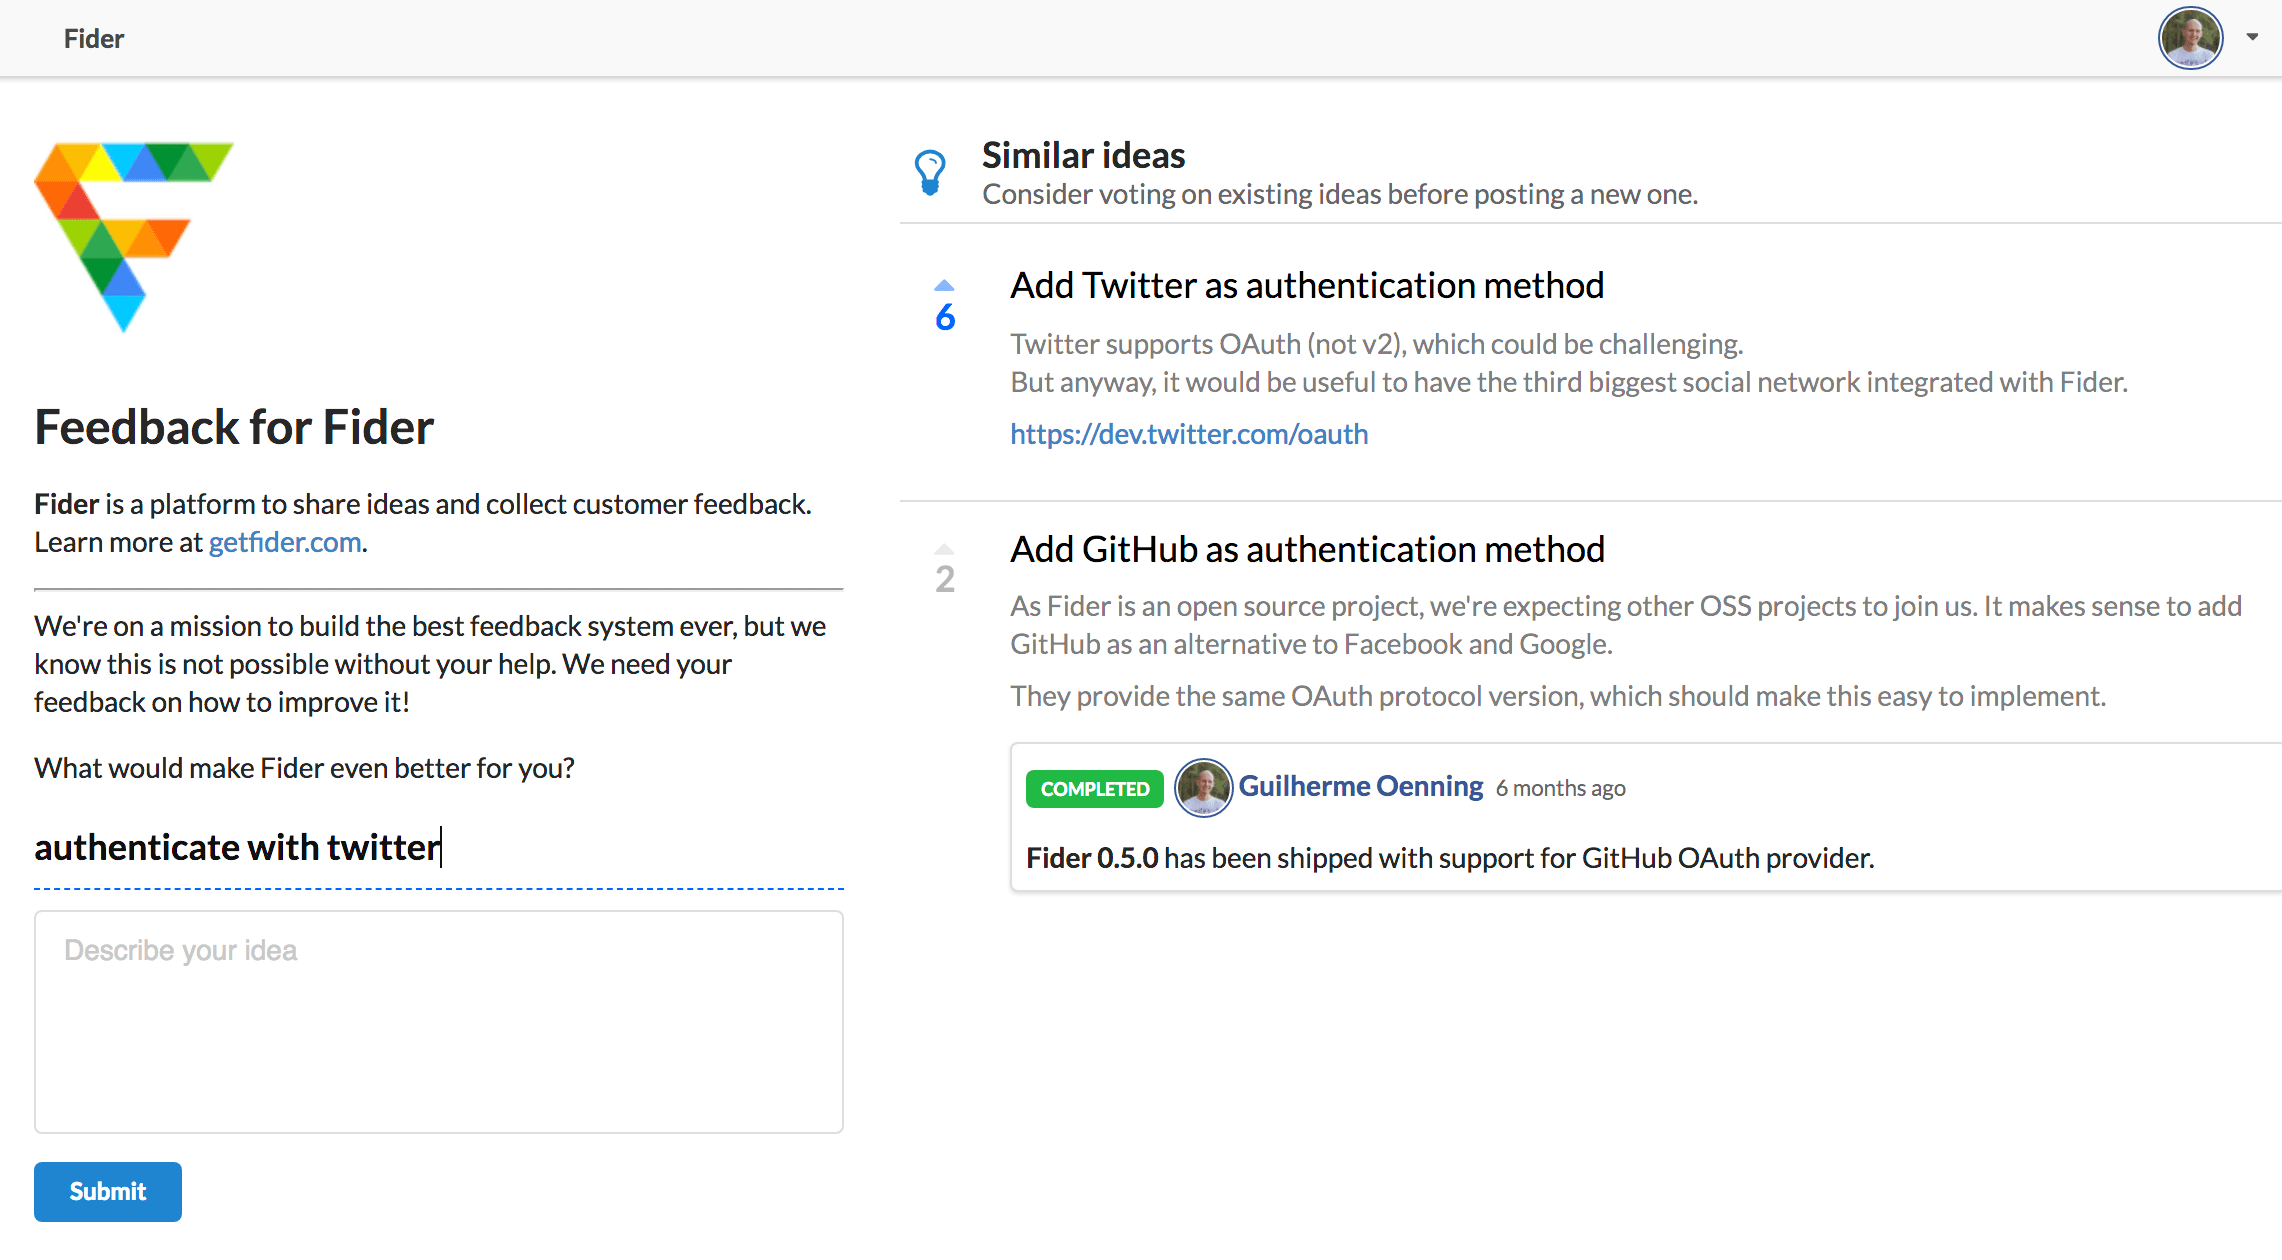 Fider
Feedback for Fider
Fider is a platform to share ideas and collect customer feedback.
Learn more at getfider.com.
We're on a mission to build the best feedback system ever, but we
know this is not possible without your help. We need your
feedback on how to improve it!
What would make Fider even better for you?
authenticate with twitter
Describe your idea
Submit
Similar ideas
Consider voting on existing ideas before posting a new one.
6
Add Twitter as authentication method
Twitter supports OAuth (not v2), which could be challenging.
But anyway, it would be useful to have the third biggest social network integrated with Fider.
https://dev.twitter.com/oauth
2
Add GitHub as authentication method
As Fider is an open source project, we're expecting other OSS projects to join us. It makes sense to add
GitHub as an alternative to Facebook and Google.
They provide the same OAuth protocol version, which should make this easy to implement.
COMPLETED Guilherme Oenning 6 months ago
Fider 0.5.0 has been shipped with support for GitHub OAuth provider.